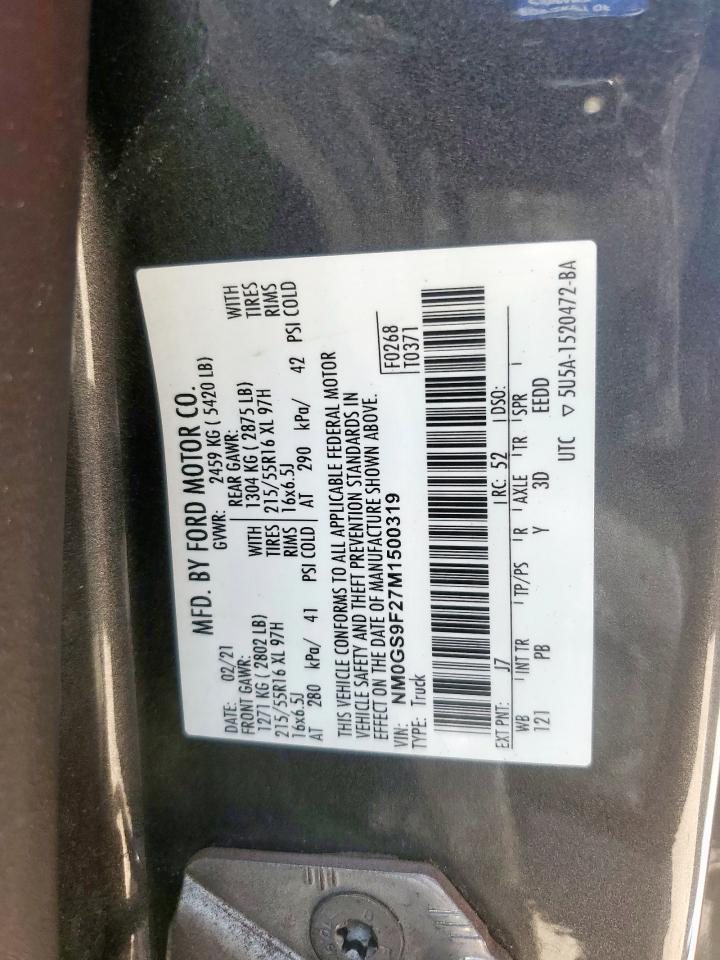 MFD. BY FORD MOTOR CO.
DATE: 02/21 GVWR: 2459 KG ( 5420 LB)
FRONT GAWR: REAR GAWR:
1271 KG ( 2802 LB) WITH 1304 KG ( 2875 LB) WITH
215/55R16 XL 97H TIRES 215/55R16 XL 97H TIRES
16x6.5J RIMS 16x6.5J RIMS
AT 280 kPa/ 41 PSI COLD AT 290 kPa/ 42 PSI COLD
THIS VEHICLE CONFORMS TO ALL APPLICABLE FEDERAL MOTOR
VEHICLE SAFETY AND THEFT PREVENTION STANDARDS IN
EFFECT ON THE DATE OF MANUFACTURE SHOWN ABOVE.
VIN: NM0GS9F27M1500319 F0268
TYPE: Truck T0371
EXT PNT: J7 RC: 52 DSO:
WB INT TR TP/PS R AXLE TR SPR
121 PB Y 3D EEDD
UTC ▽ 5U5A-1520472-BA